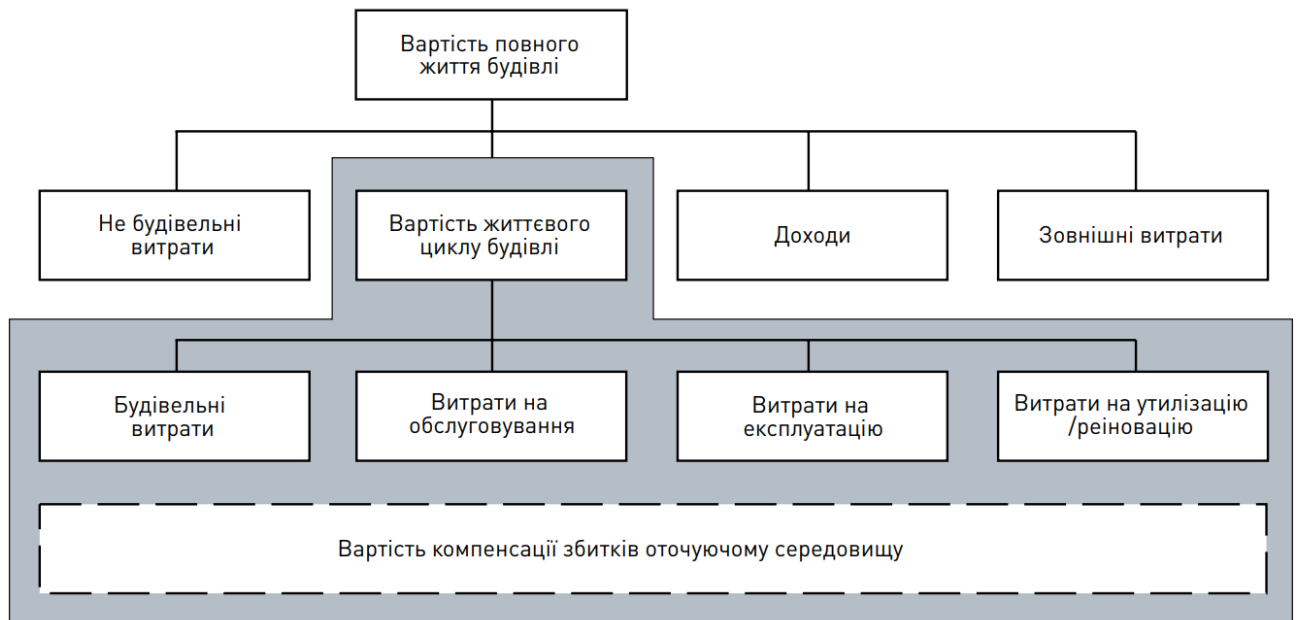 Вартість повного
життя будівлі
Не будівельні
витрати
Вартість життєвого
циклу будівлі
Доходи
Зовнішні витрати
Будівельні
витрати
Витрати на
обслуговування
Витрати на
експлуатацію
Витрати на утилізацію
/реіновацію
Вартість компенсації збитків оточуючому середовищу